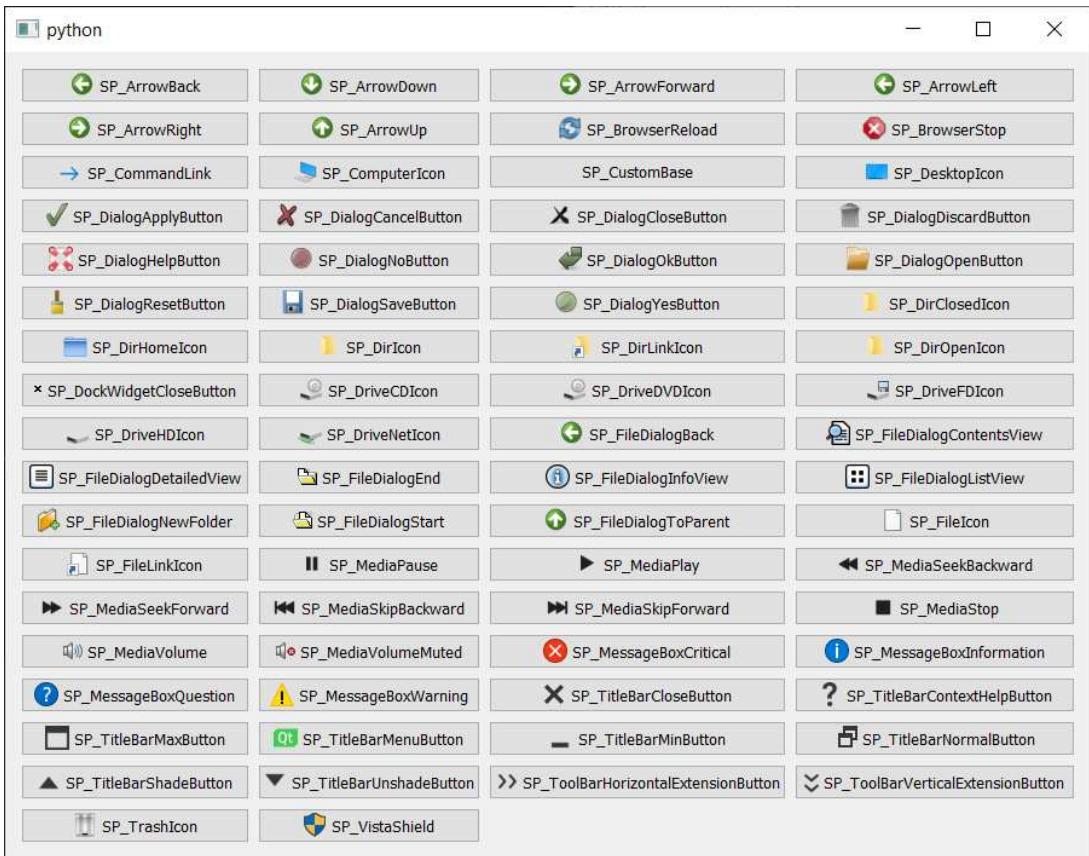 python
SP_ArrowBack SP_ArrowDown SP_ArrowForward SP_ArrowLeft
SP_ArrowRight SP_ArrowUp SP_BrowserReload SP_BrowserStop
SP_CommandLink SP_ComputerIcon SP_CustomBase SP_DesktopIcon
SP_DialogApplyButton SP_DialogCancelButton SP_DialogCloseButton SP_DialogDiscardButton
SP_DialogHelpButton SP_DialogNoButton SP_DialogOkButton SP_DialogOpenButton
SP_DialogResetButton SP_DialogSaveButton SP_DialogYesButton SP_DirClosedIcon
SP_DirHomeIcon SP_DirIcon SP_DirLinkIcon SP_DirOpenIcon
SP_DockWidgetCloseButton SP_DriveCDIcon SP_DriveDVDIcon SP_DriveFDIcon
SP_DriveHDIcon SP_DriveNetIcon SP_FileDialogBack SP_FileDialogContentsView
SP_FileDialogDetailedView SP_FileDialogEnd SP_FileDialogInfoView SP_FileDialogListView
SP_FileDialogNewFolder SP_FileDialogStart SP_FileDialogToParent SP_FileIcon
SP_FileLinkIcon SP_MediaPause SP_MediaPlay SP_MediaSeekBackward
SP_MediaSeekForward SP_MediaSkipBackward SP_MediaSkipForward SP_MediaStop
SP_MediaVolume SP_MediaVolumeMuted SP_MessageBoxCritical SP_MessageBoxInformation
SP_MessageBoxQuestion SP_MessageBoxWarning SP_TitleBarCloseButton SP_TitleBarContextHelpButton
SP_TitleBarMaxButton Qt SP_TitleBarMenuButton SP_TitleBarMinButton SP_TitleBarNormalButton
SP_TitleBarShadeButton SP_TitleBarUnshadeButton SP_ToolBarHorizontalExtensionButton SP_ToolBarVerticalExtensionButton
SP_TrashIcon SP_VistaShield